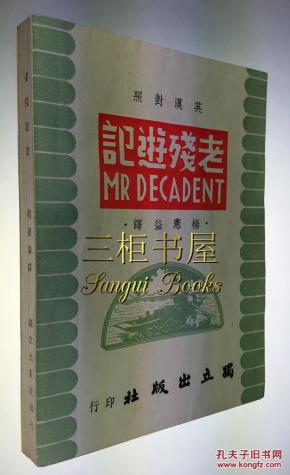 照對漢英
記遊殘老
MR DECADENT
·譯益應楊·
三柜书屋
Sangui Books
獨立出版社印行
孔夫子旧书网